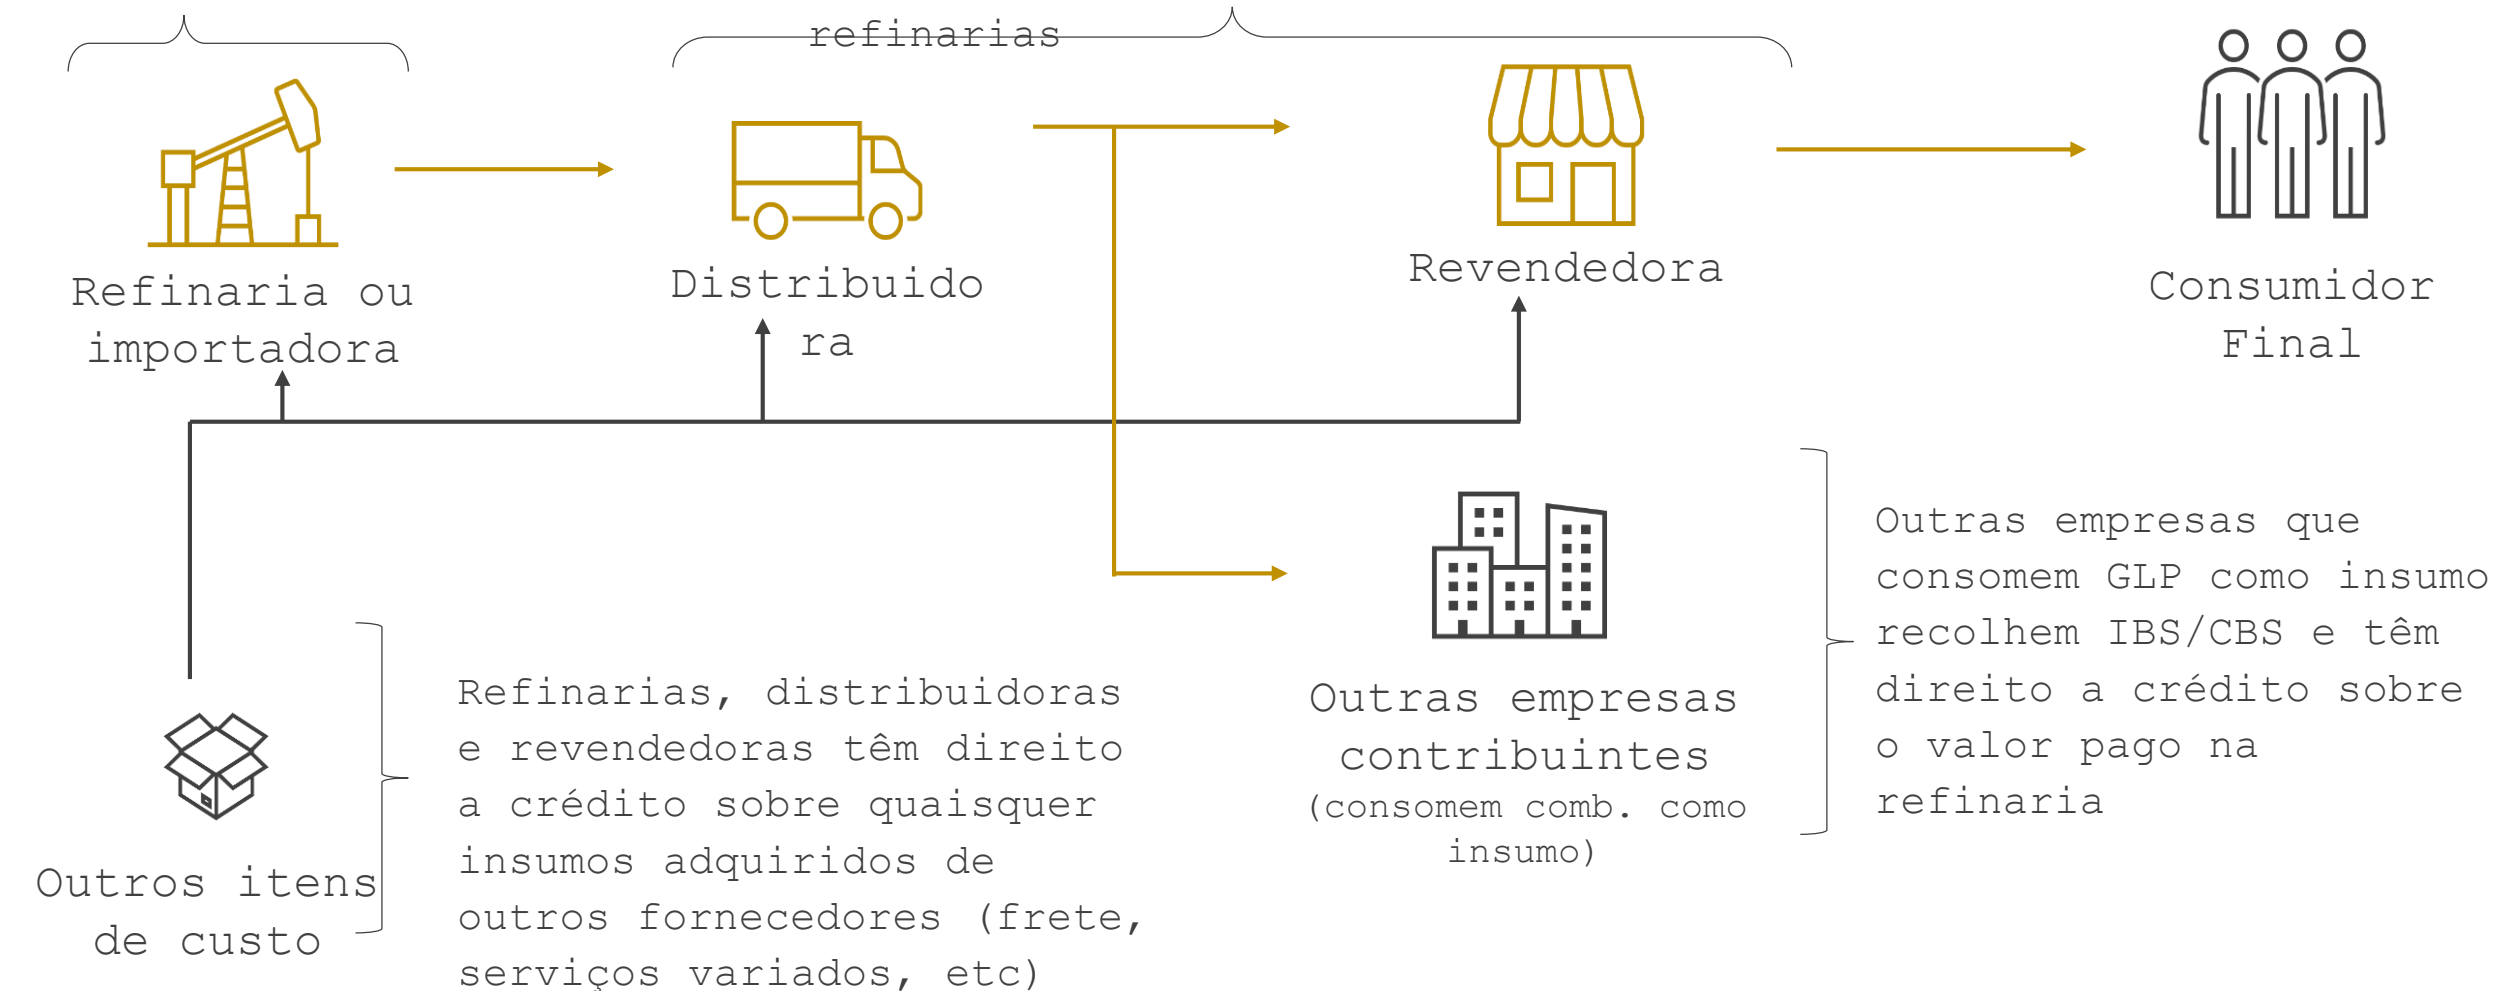 refinarias
Refinaria ou
importadora
Distribuido
ra
Revendedora
Consumidor
Final
Outras empresas que
consomem GLP como insumo
recolhem IBS/CBS e têm
direito a crédito sobre
o valor pago na
refinaria
Outras empresas
contribuintes
(consomem comb. como
insumo)
Refinarias, distribuidoras
e revendedoras têm direito
a crédito sobre quaisquer
insumos adquiridos de
outros fornecedores (frete,
serviços variados, etc)
Outros itens
de custo